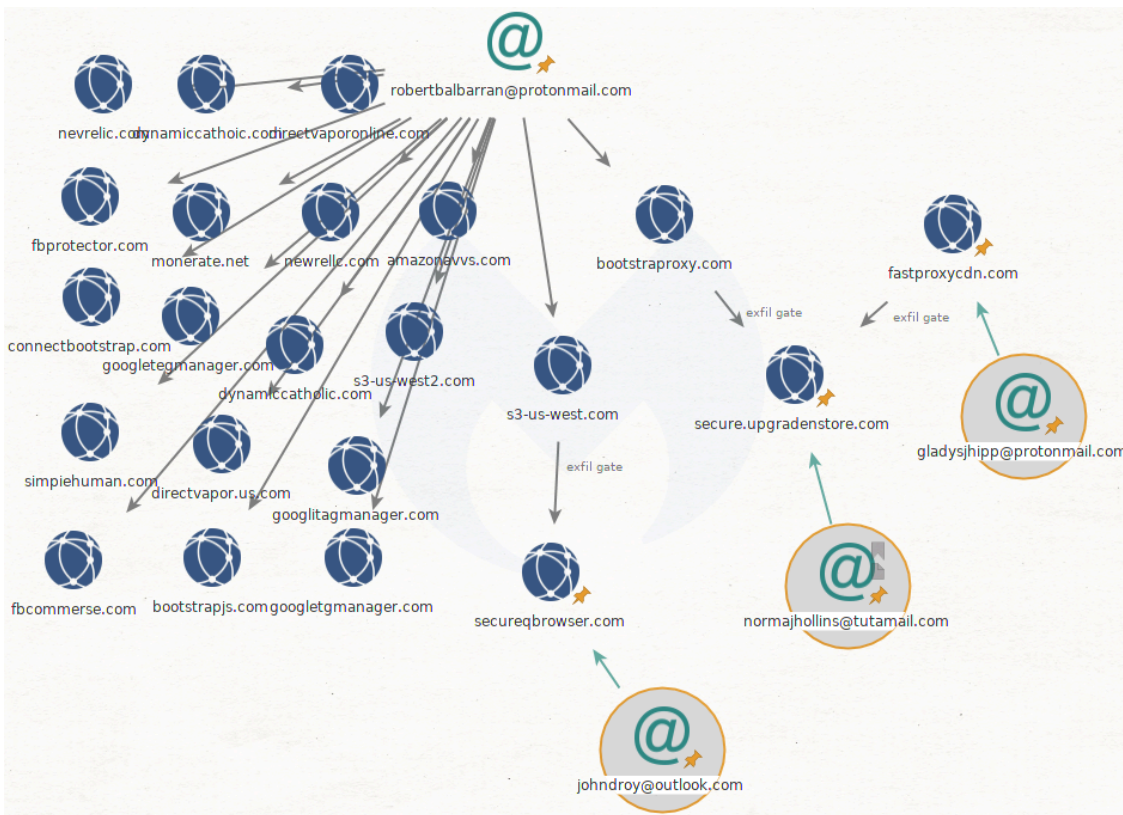 robertbalbarran@protonmail.com
nevrelic.com
dynamiccathoic.com
directvaporonline.com
fbprotector.com
monerate.net
newrellc.com
amazonavvs.com
bootstraproxy.com
fastproxycdn.com
connectbootstrap.com
googletegmanager.com
dynamiccatholic.com
s3-us-west2.com
s3-us-west.com
exfil gate
exfil gate
secure.upgradenstore.com
gladysjhipp@protonmail.com
exfil gate
simpiehuman.com
directvapor.us.com
googlitagmanager.com
fbcommerse.com
bootstrapjs.com
googletgmanager.com
secureqbrowser.com
normajhollins@tutamail.com
johndroy@outlook.com